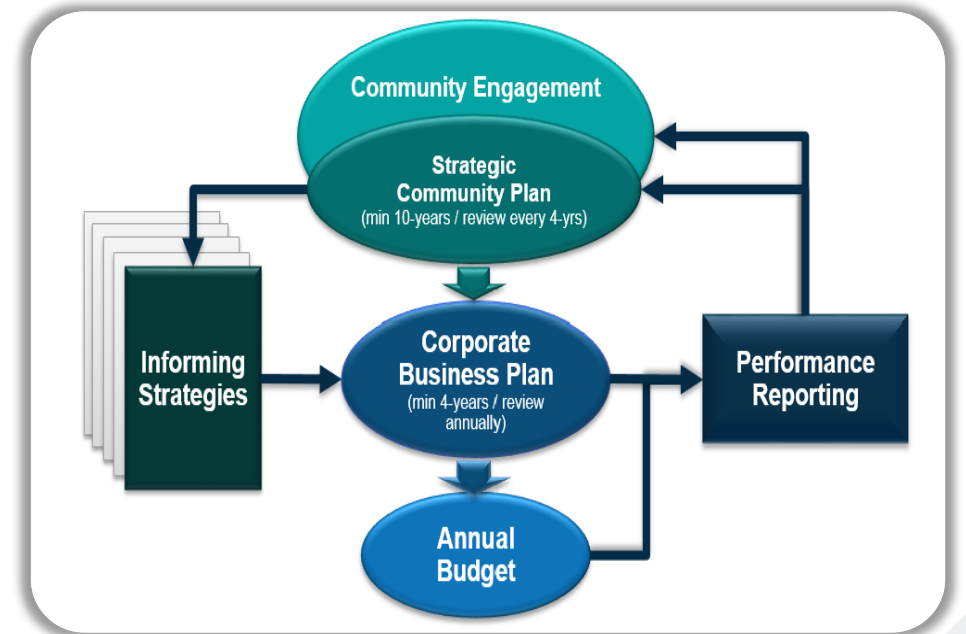 Community Engagement
Strategic
Community Plan
(min 10-years / review every 4-yrs)
Informing
Strategies
Corporate
Business Plan
(min 4-years / review
annually)
Performance
Reporting
Annual
Budget